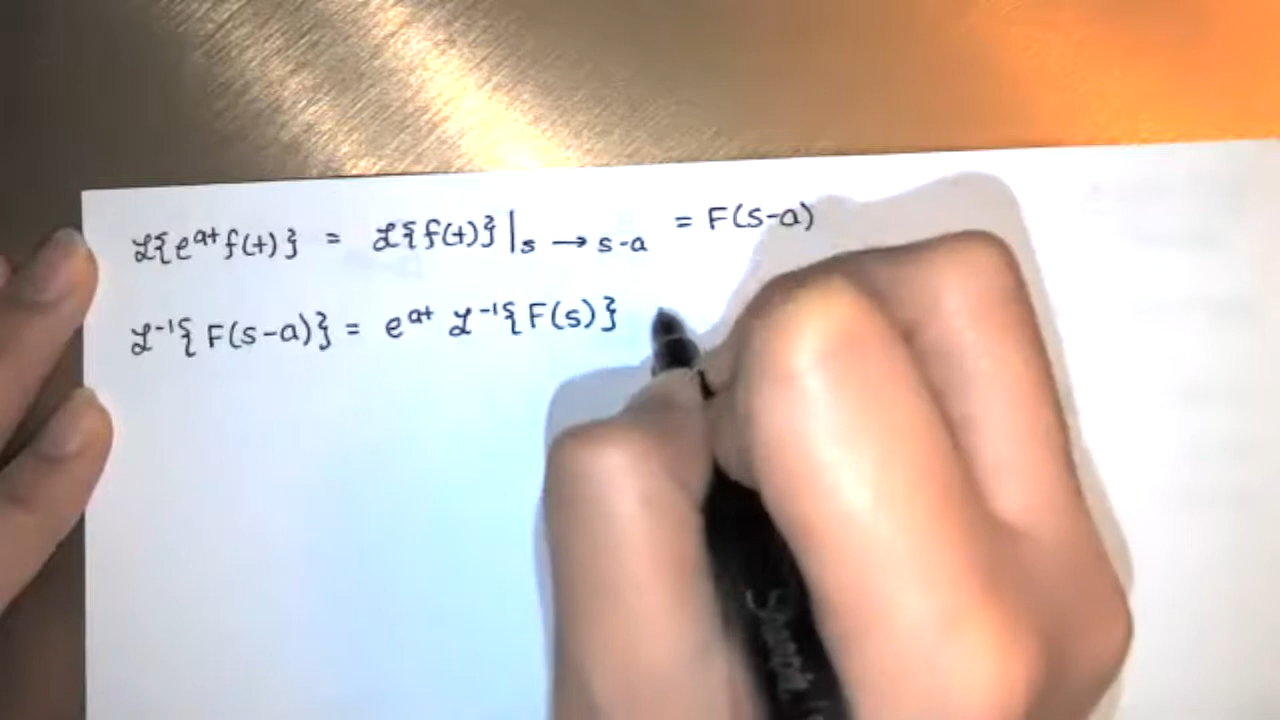 ℒ{e^{at} f(t)} = ℒ{f(t)}|_{s → s-a} = F(s-a)
ℒ^{-1}{F(s-a)} = e^{at} ℒ^{-1}{F(s)}